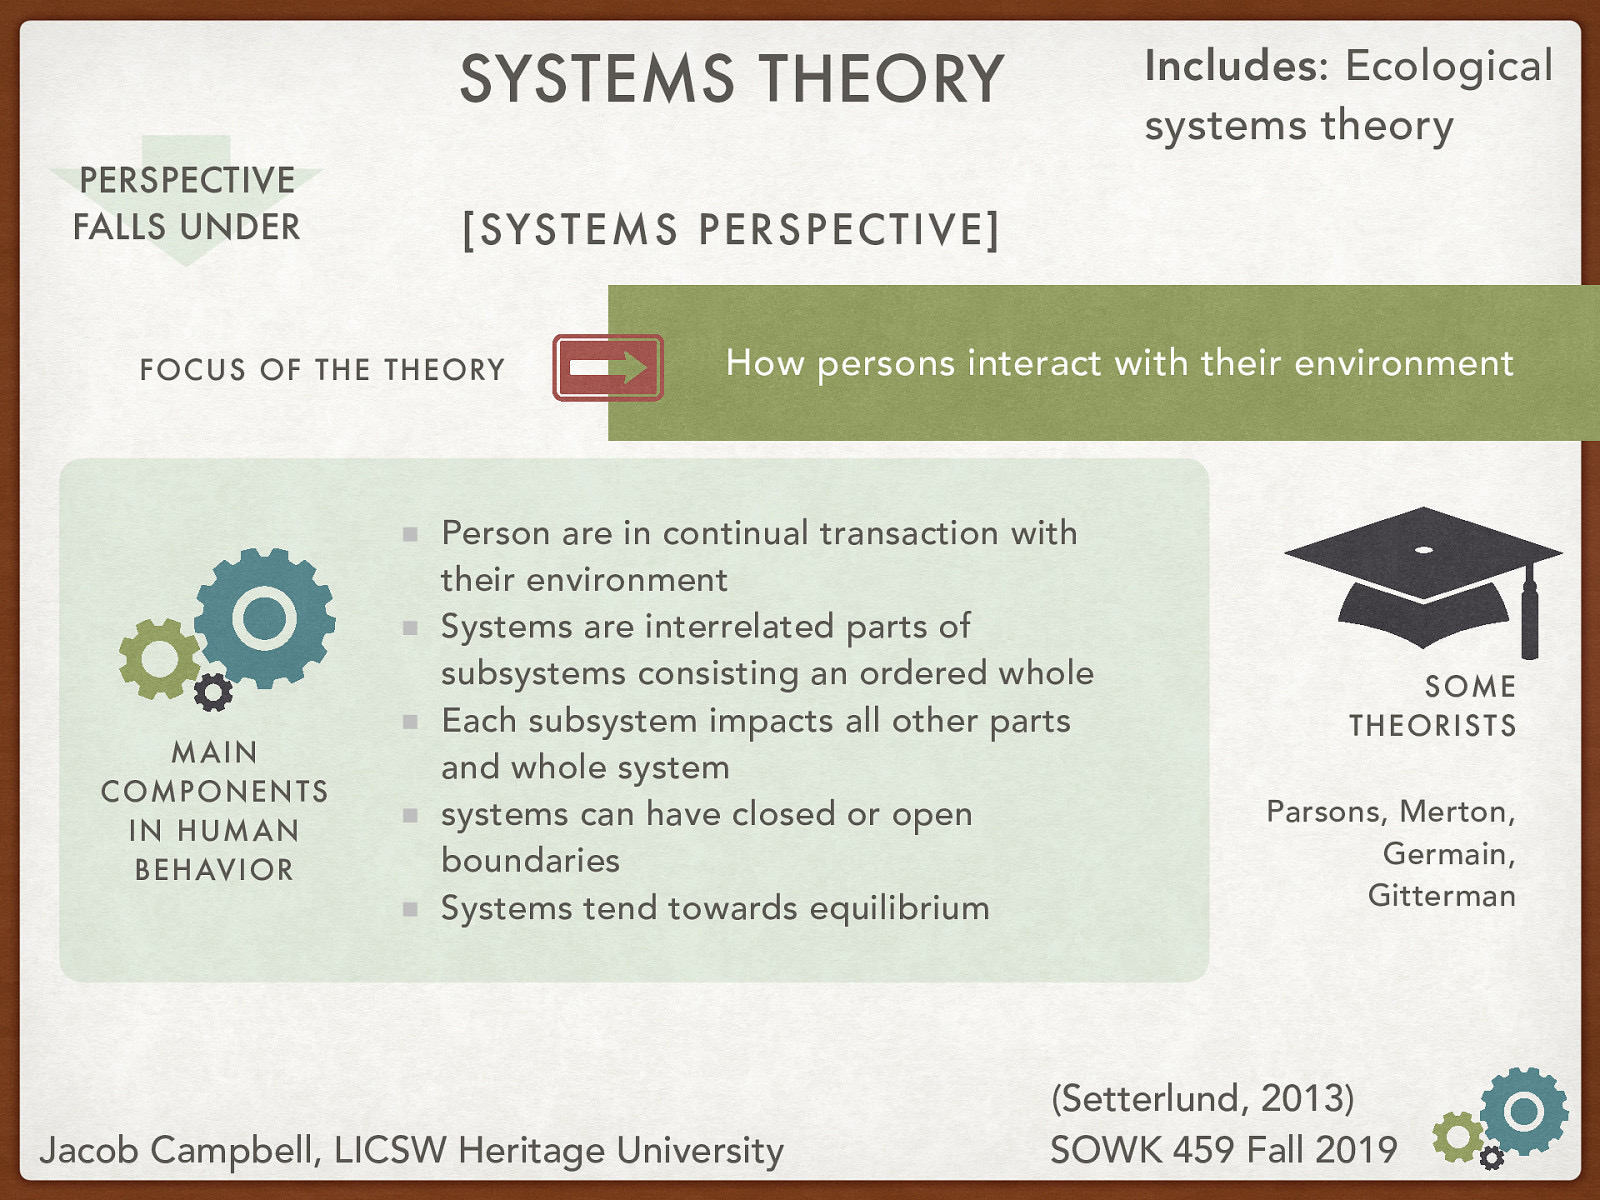 SYSTEMS THEORY
Includes: Ecological
systems theory
PERSPECTIVE
FALLS UNDER
[SYSTEMS PERSPECTIVE]
FOCUS OF THE THEORY
How persons interact with their environment
MAIN
COMPONENTS
IN HUMAN
BEHAVIOR
Person are in continual transaction with
their environment
Systems are interrelated parts of
subsystems consisting an ordered whole
Each subsystem impacts all other parts
and whole system
systems can have closed or open
boundaries
Systems tend towards equilibrium
SOME
THEORISTS
Parsons, Merton,
Germain,
Gitterman
(Setterlund, 2013)
Jacob Campbell, LICSW Heritage University
SOWK 459 Fall 2019